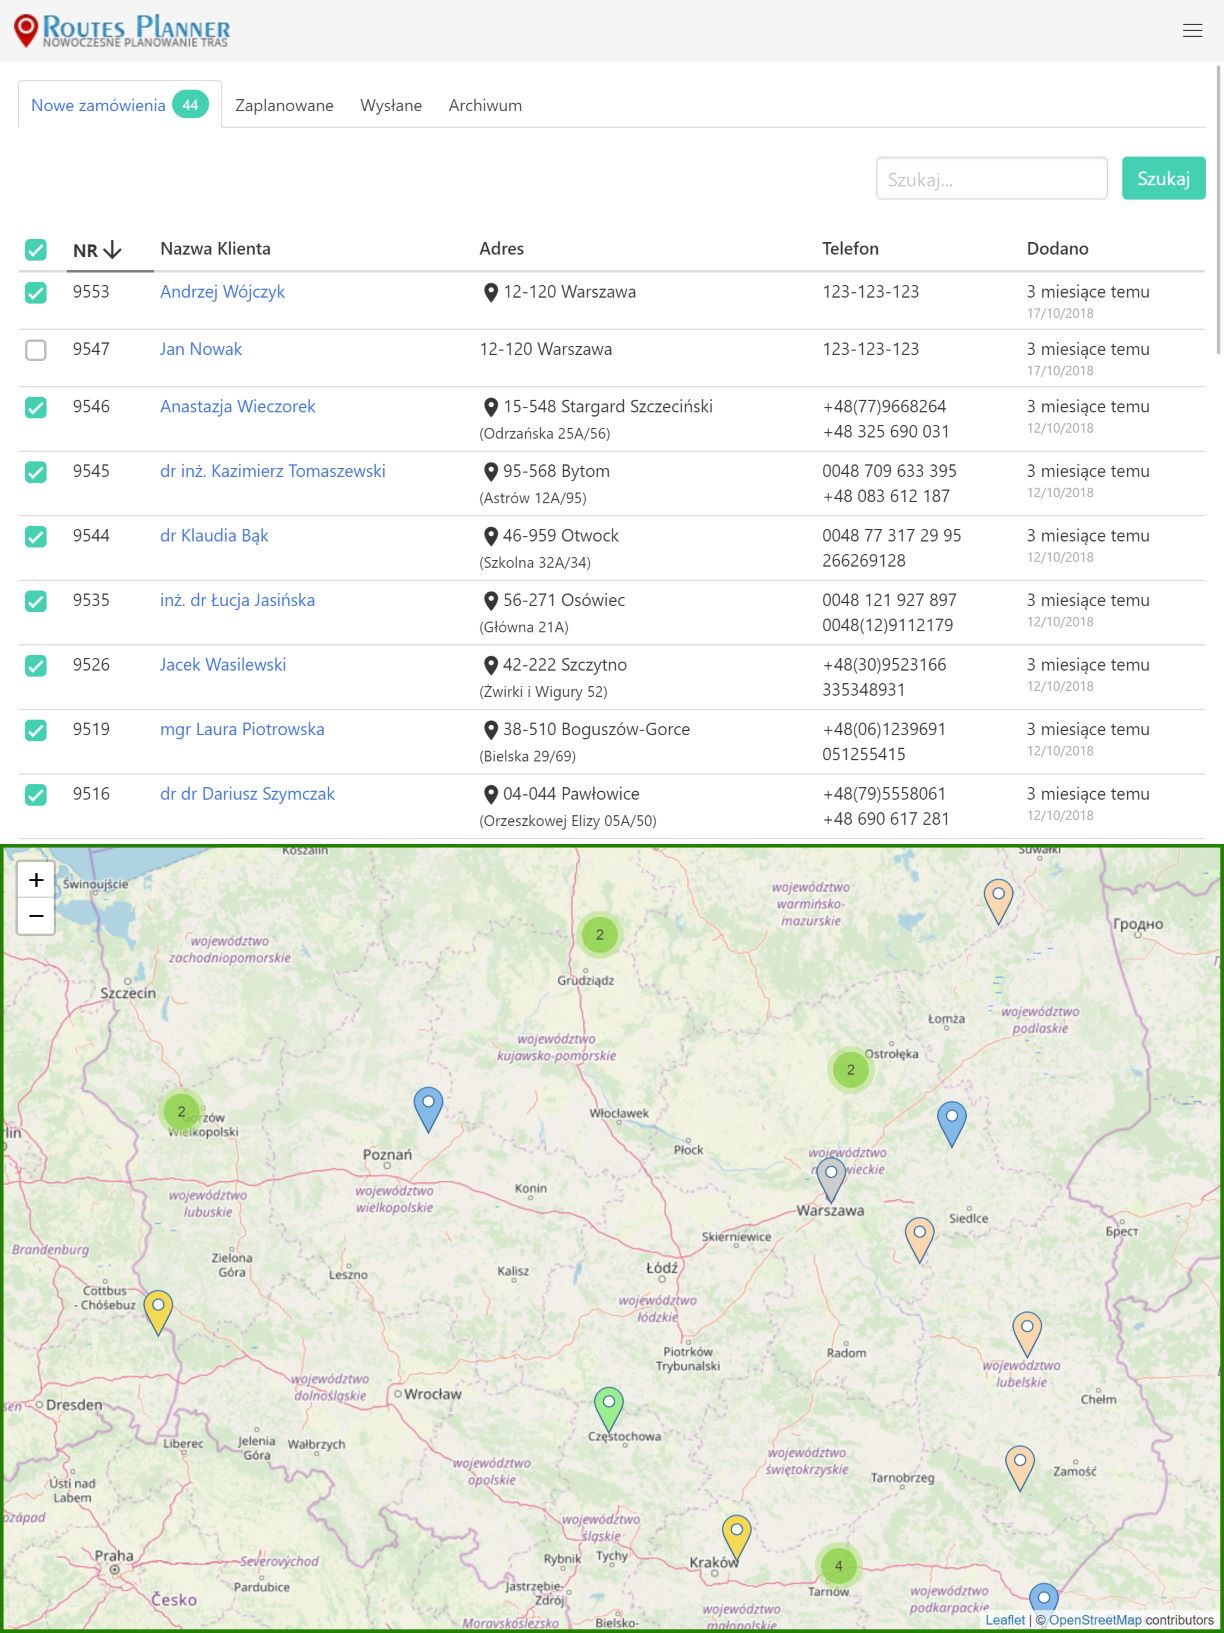 ROUTES PLANNER
NOWOCZESNE PLANOWANIE TRAS
Nowe zamówienia 44 Zaplanowane Wysłane Archiwum
Szukaj... Szukaj
NR Nazwa Klienta Adres Telefon Dodano
9553 Andrzej Wójczyk 12-120 Warszawa 123-123-123 3 miesiące temu
17/10/2018
9547 Jan Nowak 12-120 Warszawa 123-123-123 3 miesiące temu
17/10/2018
9546 Anastazja Wieczorek 15-548 Stargard Szczeciński +48(77)9668264 3 miesiące temu
(Odrzańska 25A/56) +48 325 690 031 12/10/2018
9545 dr inż. Kazimierz Tomaszewski 95-568 Bytom 0048 709 633 395 3 miesiące temu
(Astrów 12A/95) +48 083 612 187 12/10/2018
9544 dr Klaudia Bąk 46-959 Otwock 0048 77 317 29 95 3 miesiące temu
(Szkolna 32A/34) 266269128 12/10/2018
9535 inż. dr Łucja Jasińska 56-271 Osówiec 0048 121 927 897 3 miesiące temu
(Główna 21A) 0048(12)9112179 12/10/2018
9526 Jacek Wasilewski 42-222 Szczytno +48(30)9523166 3 miesiące temu
(Żwirki i Wigury 52) 335348931 12/10/2018
9519 mgr Laura Piotrowska 38-510 Boguszów-Gorce +48(06)1239691 3 miesiące temu
(Bielska 29/69) 051255415 12/10/2018
9516 dr dr Dariusz Szymczak 04-044 Pawłowice +48(79)5558061 3 miesiące temu
(Orzeszkowej Elizy 05A/50) +48 690 617 281 12/10/2018
Koszalin Suwałki
+
Świnoujście
−
województwo
warmińsko-
mazurskie
Гродно
2
województwo
zachodniopomorskie
Grudziądz
Szczecin
Łomża
województwo
podlaskie
województwo
kujawsko-pomorskie
Ostrołęka
2
2
Gorzów
Wielkopolski
Włocławek
Płock
Poznań
województwo
Warszawa
Konin
województwo
lubuskie
województwo
wielkopolskie
Siedlce
Брест
Skierniewice
Brandenburg
Zielona
Góra
Leszno
Kalisz
Łódź
Cottbus
- Chóśebuz
województwo
łódzkie
Piotrków
Trybunalski
Radom
województwo
lubelskie
województwo
dolnośląskie
Wrocław
Dresden
Chełm
Częstochowa
Liberec
Jelenia
Góra
Wałbrzych
województwo
opolskie
województwo
świętokrzyskie
Tarnobrzeg
Zamość
Ústí nad
Labem
województwo
śląskie
Praha
Severovýchod
Rybnik
Tychy
Kraków
4
Tarnów
Pardubice
Česko
Jastrzębie-
Zdrój
województwo
podkarpackie
województwo
małopolskie
Moravskoslezsko
Bielsko-
Leaflet | © OpenStreetMap contributors